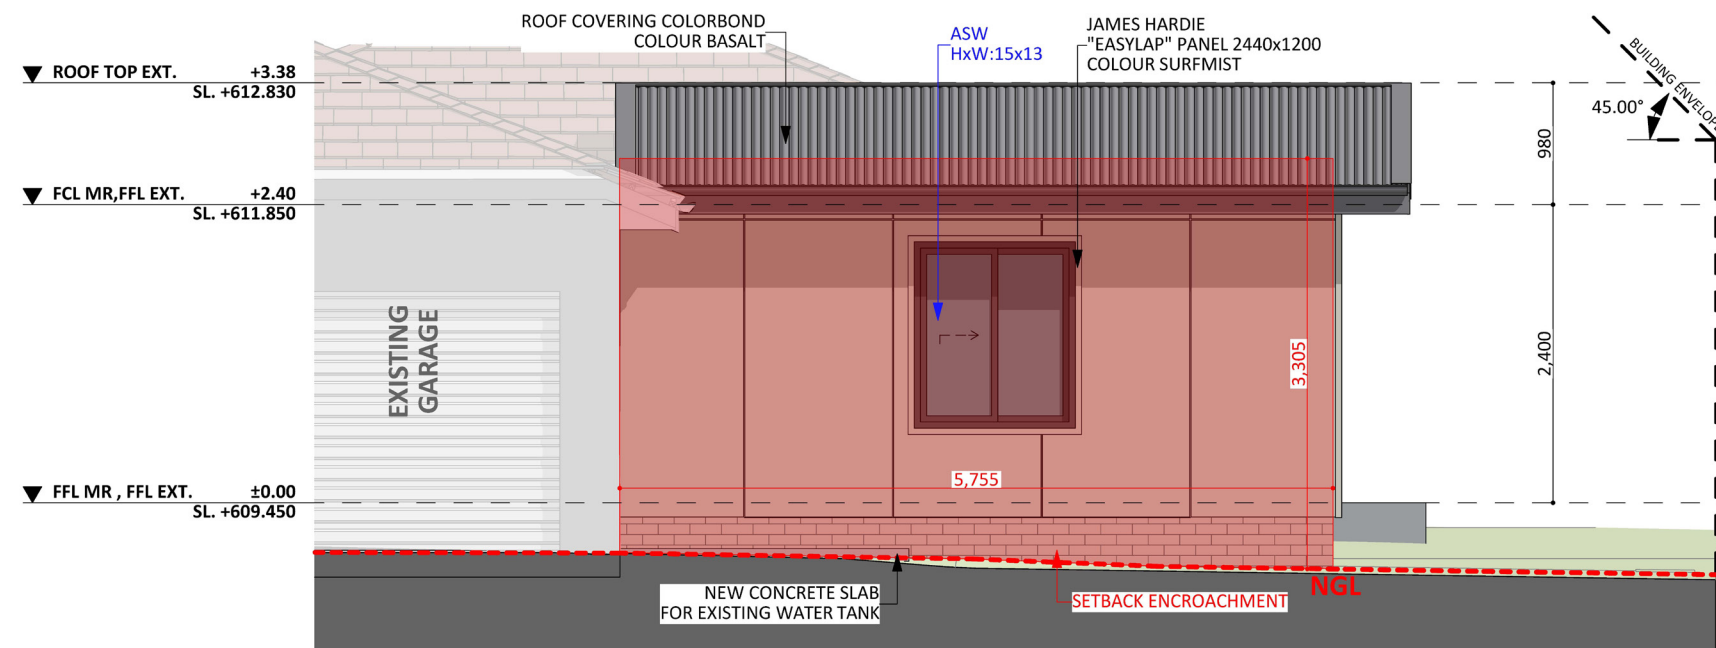 ROOF COVERING COLORBOND
COLOUR BASALT
ASW
HxW:15x13
JAMES HARDIE
"EASYLAP" PANEL 2440x1200
COLOUR SURFMIST
BUILDING ENVELOPE
45.00°
ROOF TOP EXT. +3.38
SL. +612.830
980
FCL MR,FFL EXT. +2.40
SL. +611.850
EXISTING
GARAGE
3,305
2,400
5,755
FFL MR , FFL EXT. ±0.00
SL. +609.450
NEW CONCRETE SLAB
FOR EXISTING WATER TANK
SETBACK ENCROACHMENT
NGL